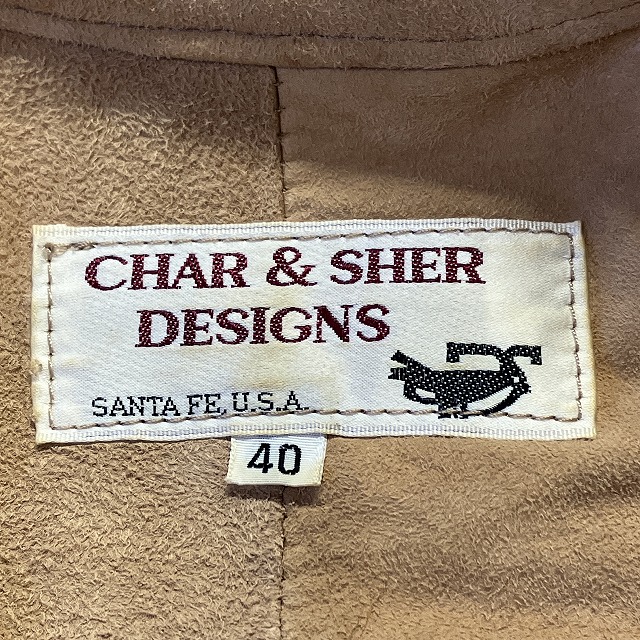 CHAR & SHER
DESIGNS
SANTA FE, U.S.A.
40